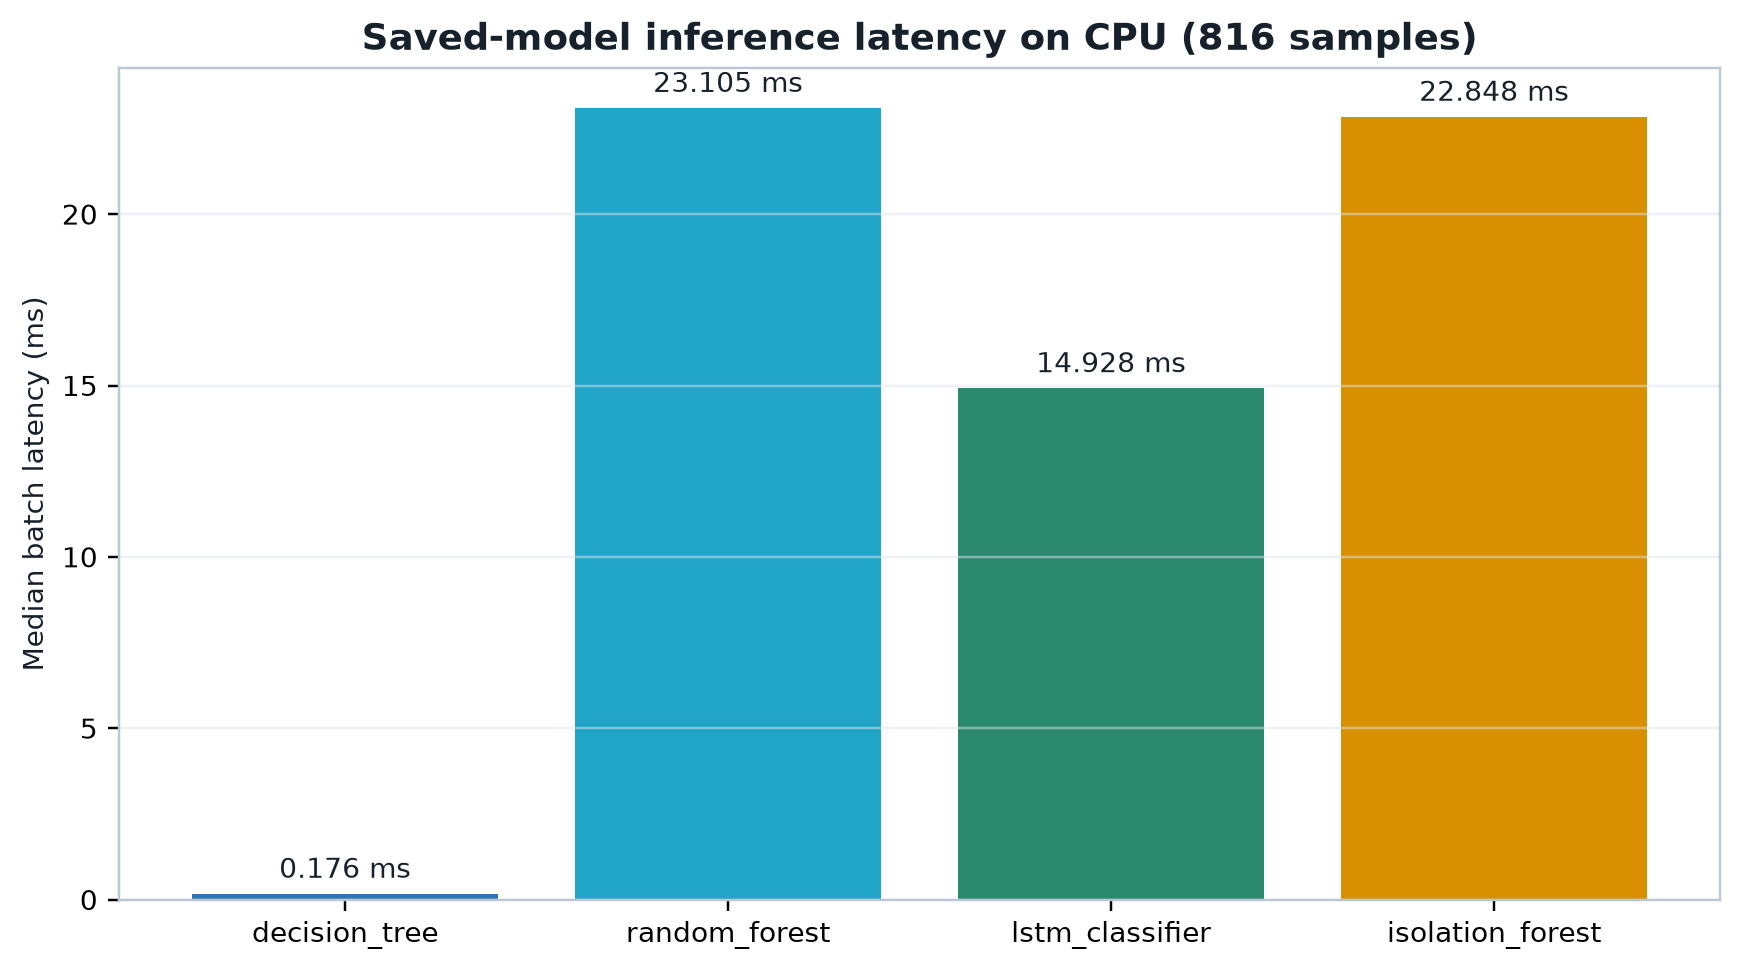 Saved-model inference latency on CPU (816 samples)
23.105 ms
22.848 ms
14.928 ms
0.176 ms
Median batch latency (ms)
20
15
10
5
0
decision_tree
random_forest
lstm_classifier
isolation_forest